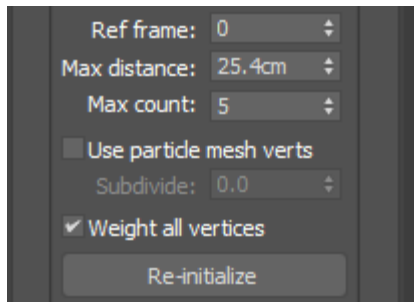 Ref frame: 0
Max distance: 25.4cm
Max count: 5
Use particle mesh verts
Subdivide: 0.0
Weight all vertices
Re-initialize